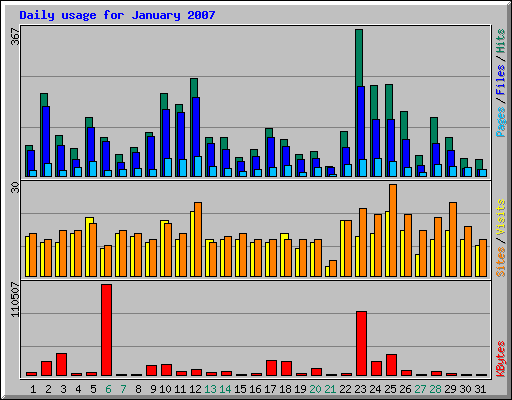 Daily usage for January 2007
367
Pages / Files / Hits
30
Sites / Visits
110507
KBytes
1 2 3 4 5 6 7 8 9 10 11 12 13 14 15 16 17 18 19 20 21 22 23 24 25 26 27 28 29 30 31